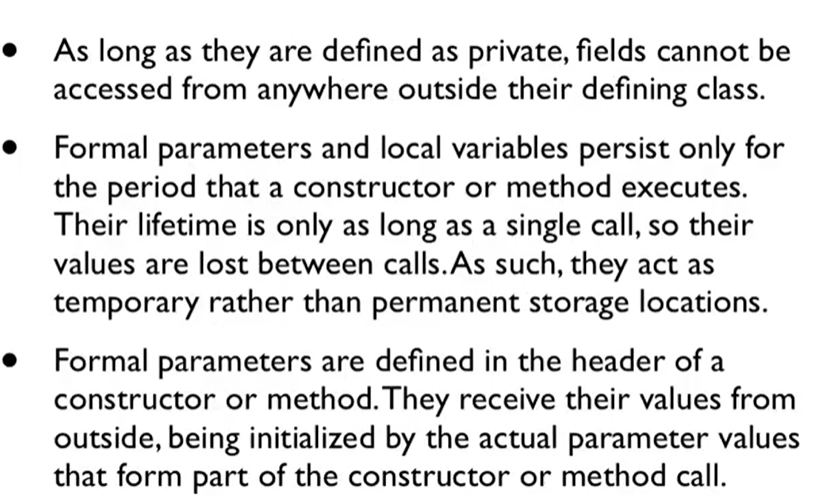 • As long as they are defined as private, fields cannot be
accessed from anywhere outside their defining class.
• Formal parameters and local variables persist only for
the period that a constructor or method executes.
Their lifetime is only as long as a single call, so their
values are lost between calls. As such, they act as
temporary rather than permanent storage locations.
• Formal parameters are defined in the header of a
constructor or method. They receive their values from
outside, being initialized by the actual parameter values
that form part of the constructor or method call.